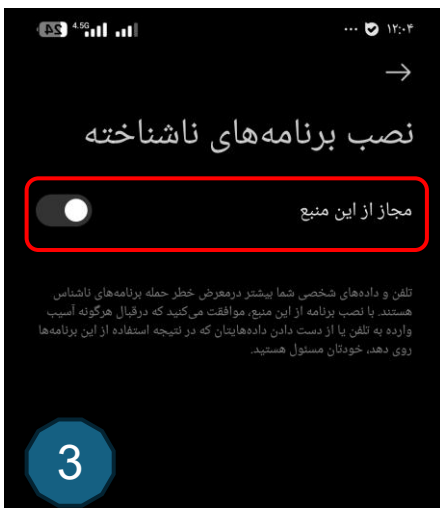 ۱۲:۰۴ ... 4.5G 24
نصب برنامه‌های ناشناخته
مجاز از این منبع
تلفن و داده‌های شخصی شما بیشتر درمعرض خطر حمله برنامه‌های ناشناس
هستند. با نصب برنامه از این منبع، موافقت می‌کنید که درقبال هرگونه آسیب
وارده به تلفن یا از دست دادن داده‌هایتان که در نتیجه استفاده از این برنامه‌ها
روی دهد، خودتان مسئول هستید.
3